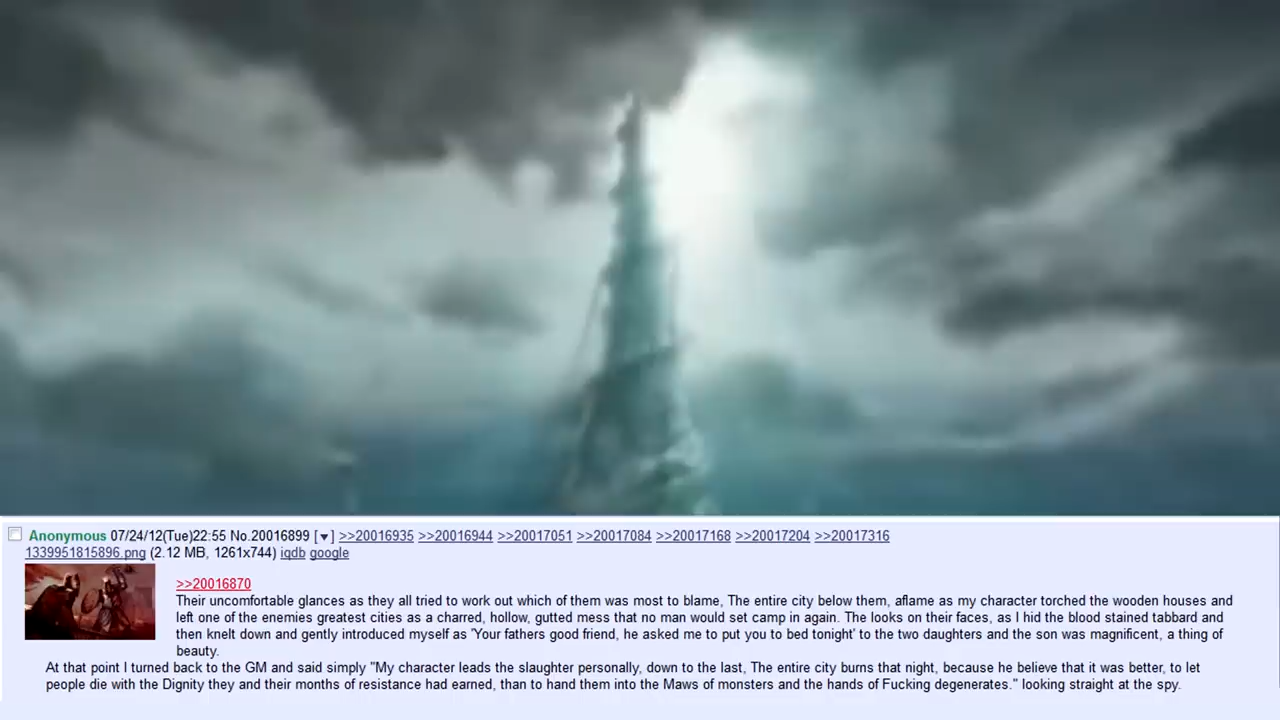 Anonymous 07/24/12(Tue)22:55 No.20016899 [▼] >>20016935 >>20016944 >>20017051 >>20017084 >>20017168 >>20017204 >>20017316
1339951815896.png (2.12 MB, 1261x744) iqdb google
>>20016870
Their uncomfortable glances as they all tried to work out which of them was most to blame, The entire city below them, aflame as my character torched the wooden houses and
left one of the enemies greatest cities as a charred, hollow, gutted mess that no man would set camp in again. The looks on their faces, as I hid the blood stained tabbard and
then knelt down and gently introduced myself as 'Your fathers good friend, he asked me to put you to bed tonight' to the two daughters and the son was magnificent, a thing of
beauty.
At that point I turned back to the GM and said simply "My character leads the slaughter personally, down to the last, The entire city burns that night, because he believe that it was better, to let
people die with the Dignity they and their months of resistance had earned, than to hand them into the Maws of monsters and the hands of Fucking degenerates." looking straight at the spy.